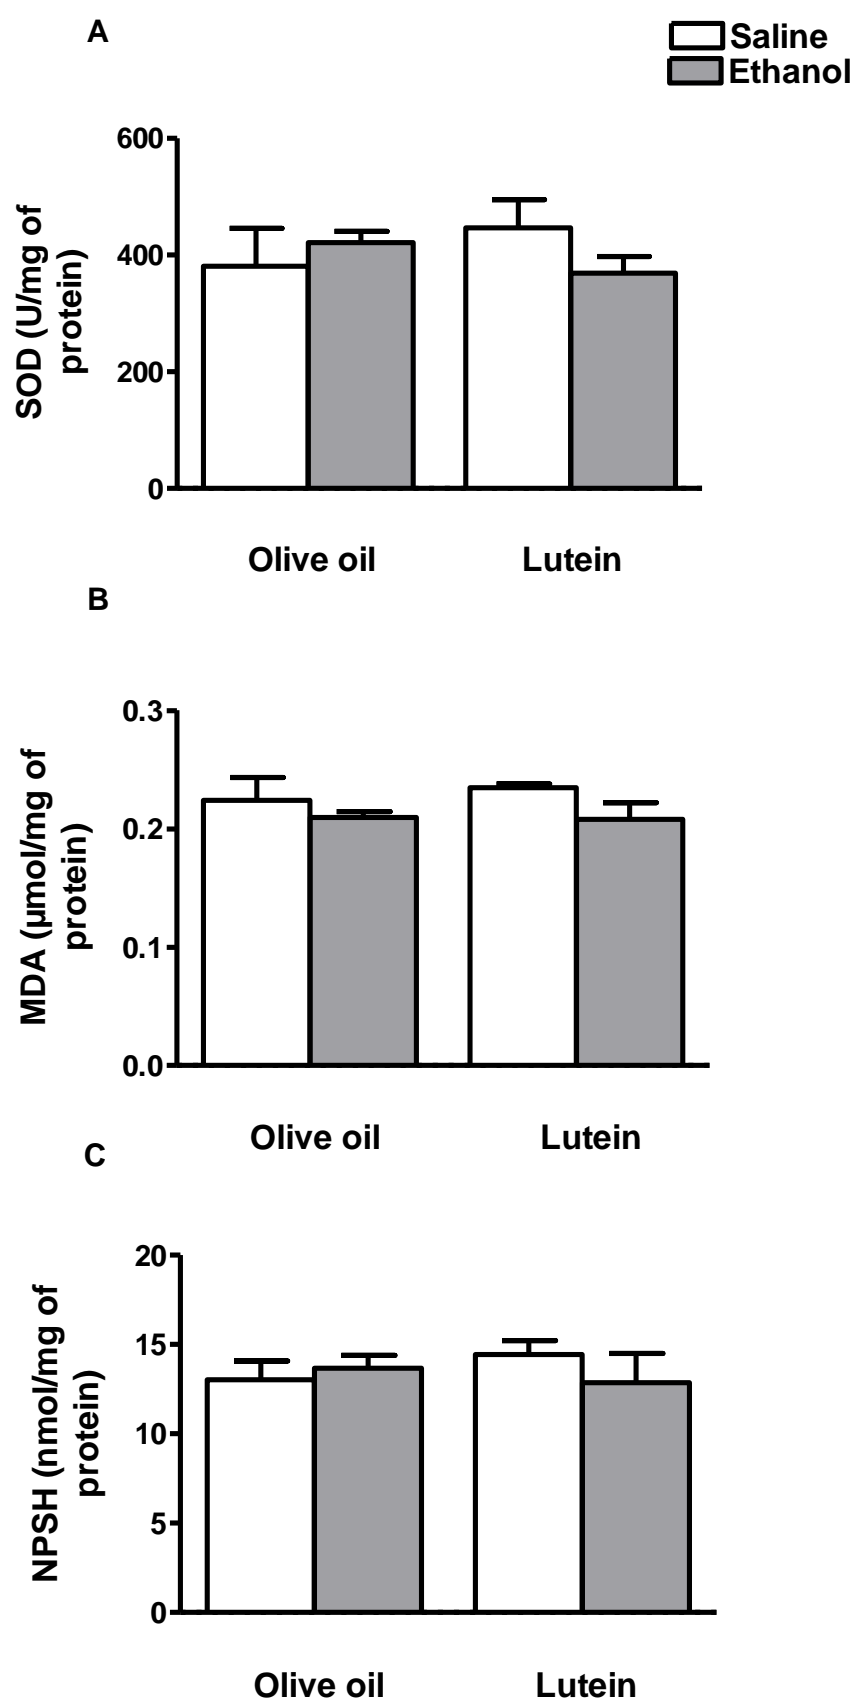 A
Saline
Ethanol
600
400
200
0
SOD (U/mg of
protein)
Olive oil Lutein
B
0.3
0.2
0.1
0.0
MDA (µmol/mg of
protein)
Olive oil Lutein
C
20
15
10
5
0
NPSH (nmol/mg of
protein)
Olive oil Lutein